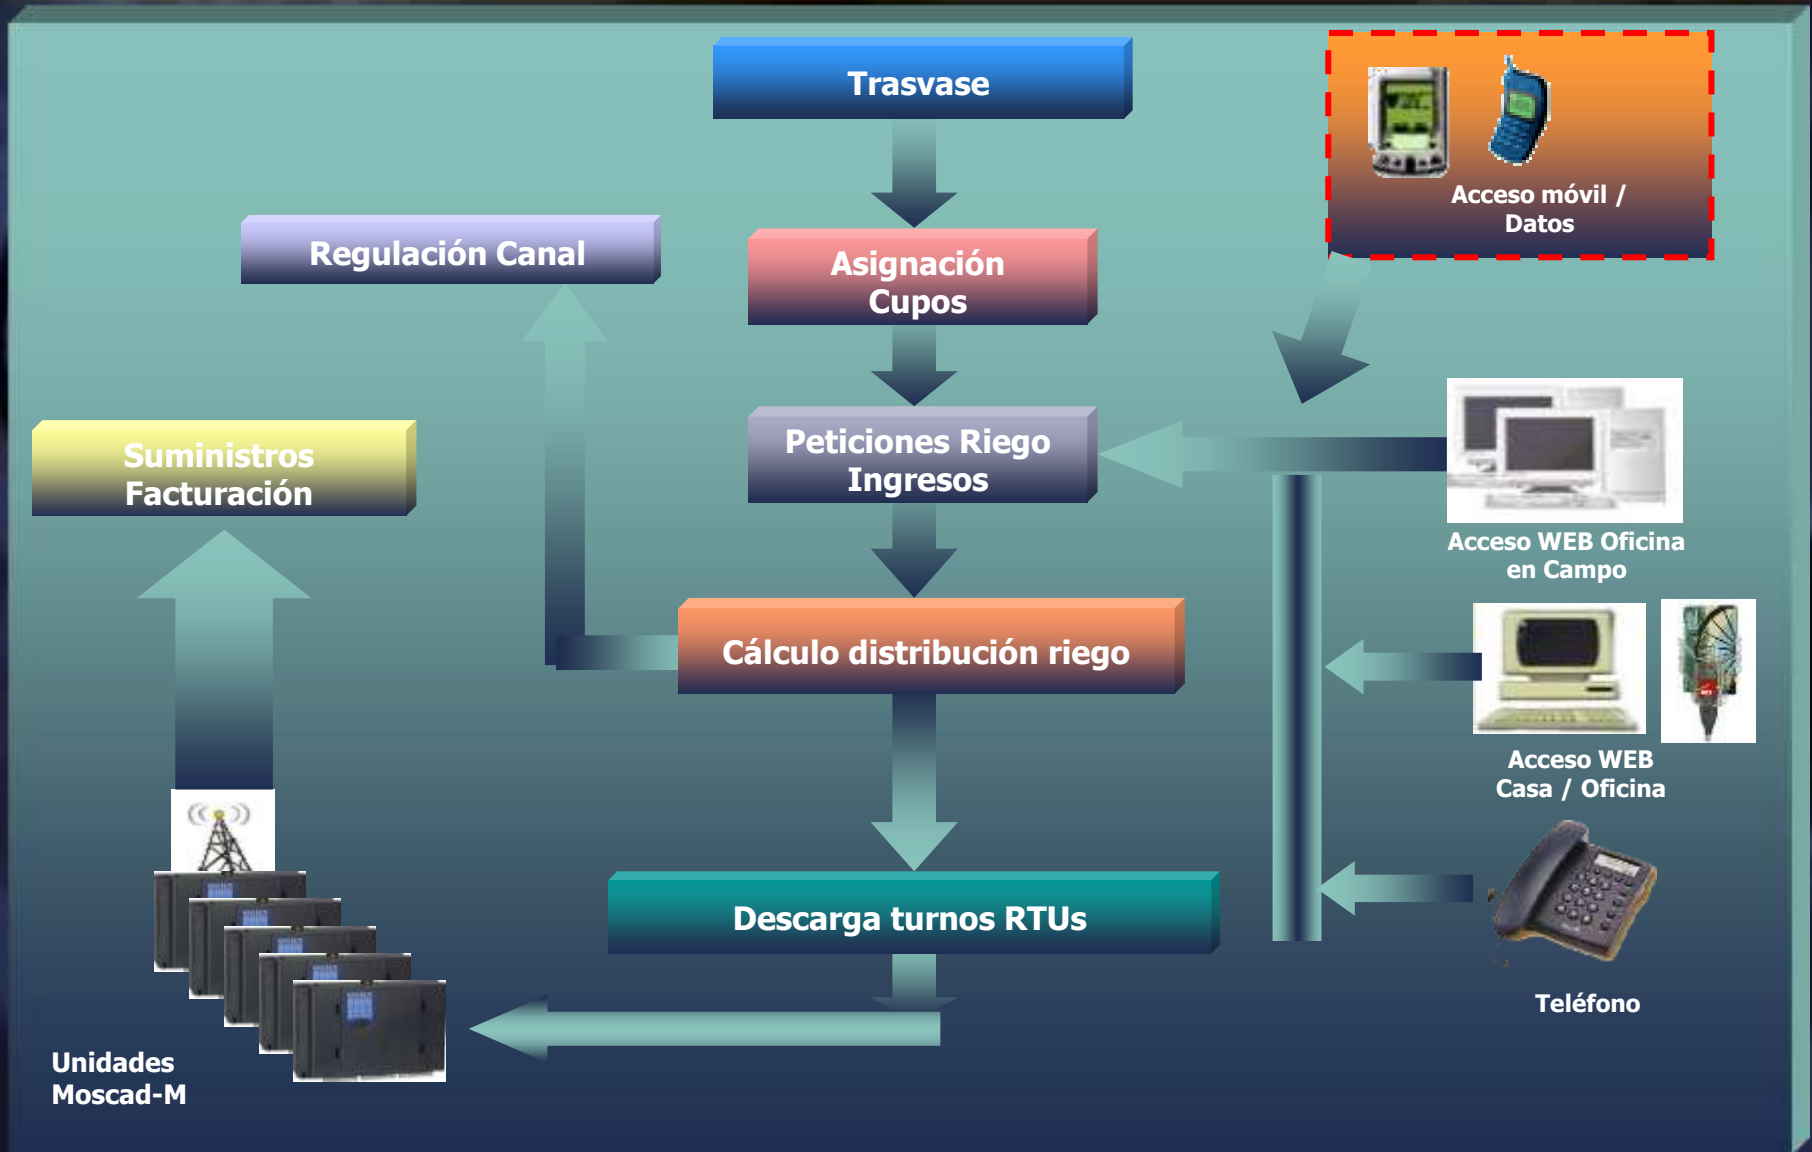 Trasvase
Acceso móvil /
Datos
Regulación Canal
Asignación
Cupos
Suministros
Facturación
Peticiones Riego
Ingresos
Acceso WEB Oficina
en Campo
Cálculo distribución riego
Acceso WEB
Casa / Oficina
Descarga turnos RTUs
Teléfono
Unidades
Moscad-M